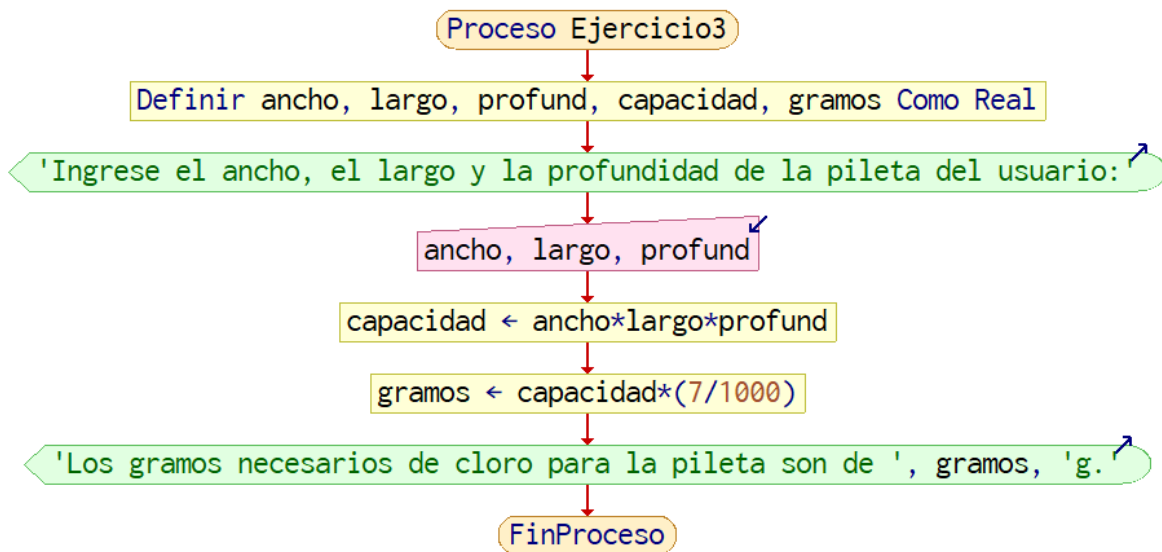 Proceso Ejercicio3
Definir ancho, largo, profund, capacidad, gramos Como Real
'Ingrese el ancho, el largo y la profundidad de la pileta del usuario:'
ancho, largo, profund
capacidad ← ancho*largo*profund
gramos ← capacidad*(7/1000)
'Los gramos necesarios de cloro para la pileta son de ', gramos, 'g.'
FinProceso